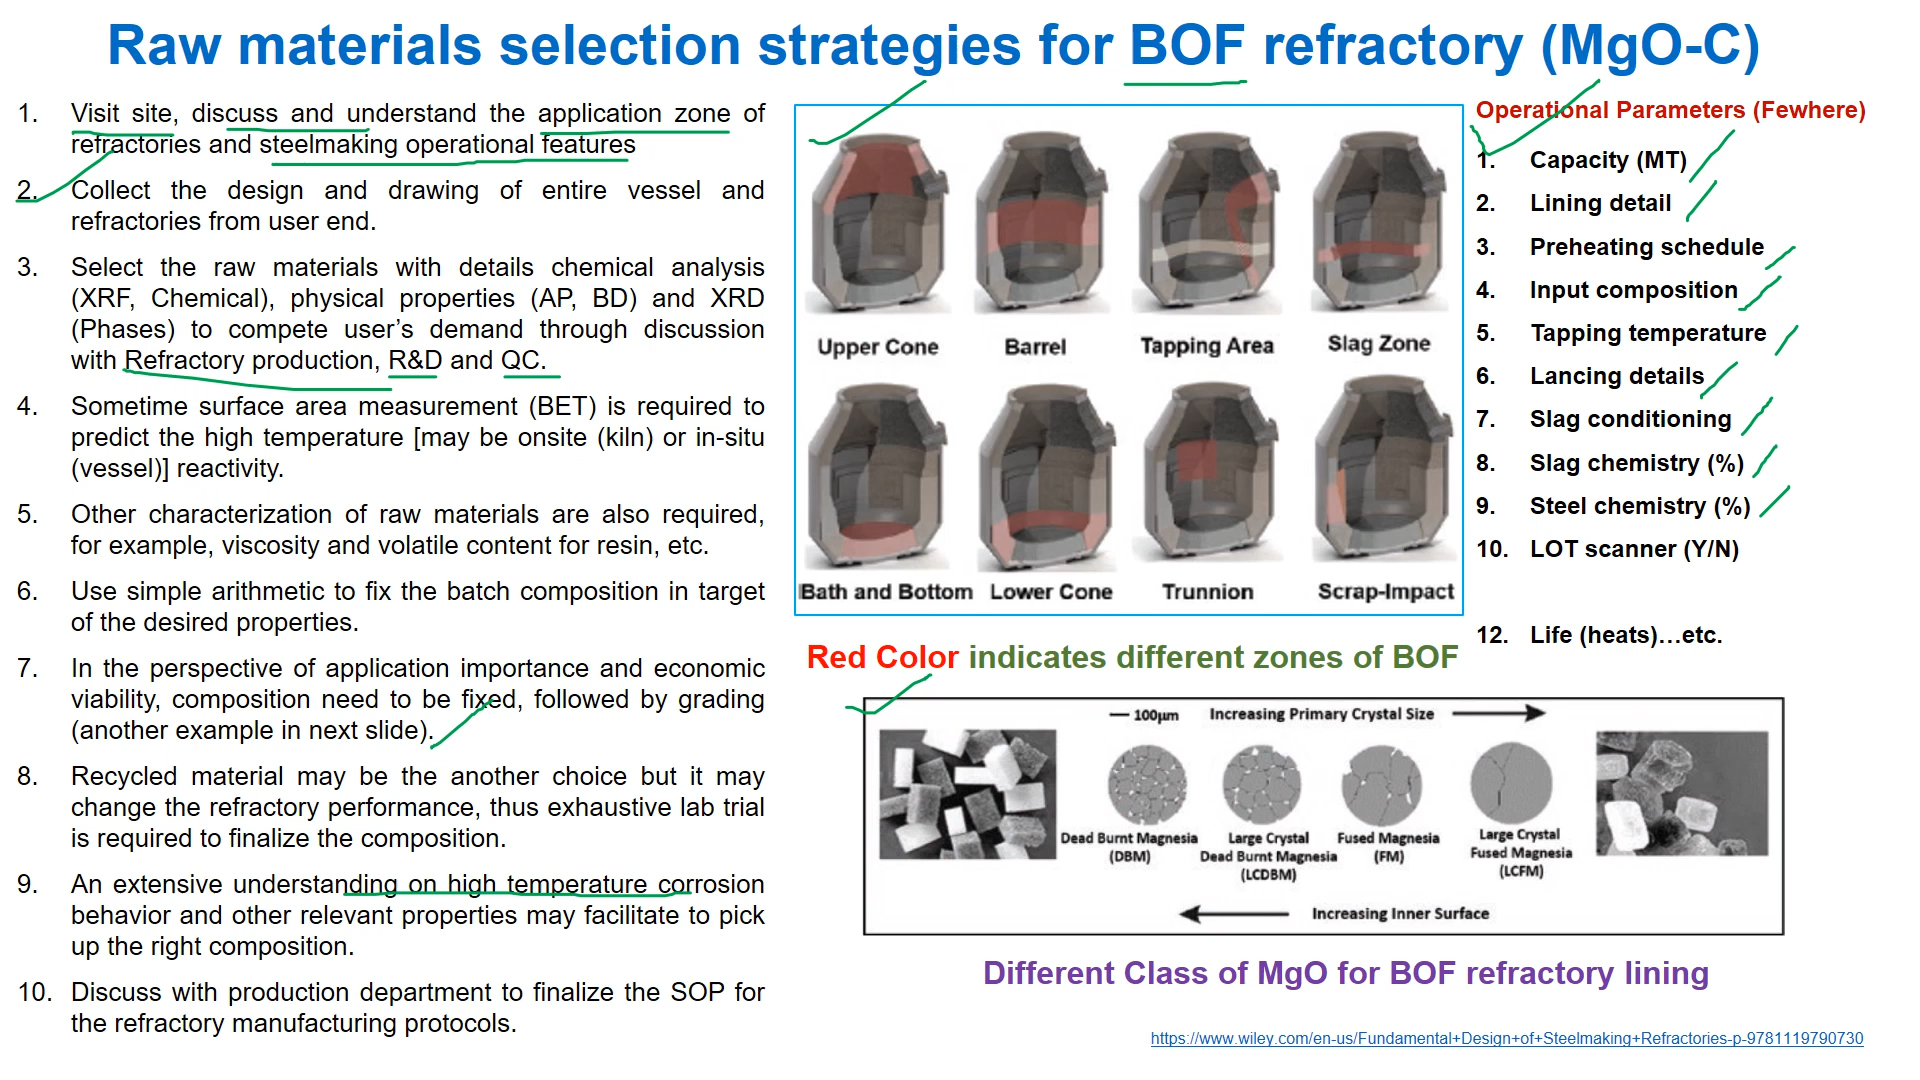 Raw materials selection strategies for BOF refractory (MgO-C)
1. Visit site, discuss and understand the application zone of
refractories and steelmaking operational features
2. Collect the design and drawing of entire vessel and
refractories from user end.
3. Select the raw materials with details chemical analysis
(XRF, Chemical), physical properties (AP, BD) and XRD
(Phases) to compete user's demand through discussion
with Refractory production, R&D and QC.
4. Sometime surface area measurement (BET) is required to
predict the high temperature [may be onsite (kiln) or in-situ
(vessel)] reactivity.
5. Other characterization of raw materials are also required,
for example, viscosity and volatile content for resin, etc.
6. Use simple arithmetic to fix the batch composition in target
of the desired properties.
7. In the perspective of application importance and economic
viability, composition need to be fixed, followed by grading
(another example in next slide).
8. Recycled material may be the another choice but it may
change the refractory performance, thus exhaustive lab trial
is required to finalize the composition.
9. An extensive understanding on high temperature corrosion
behavior and other relevant properties may facilitate to pick
up the right composition.
10. Discuss with production department to finalize the SOP for
the refractory manufacturing protocols.
Upper Cone
Barrel
Tapping Area
Slag Zone
Bath and Bottom
Lower Cone
Trunnion
Scrap-Impact
Red Color indicates different zones of BOF
Operational Parameters (Fewhere)
1. Capacity (MT)
2. Lining detail
3. Preheating schedule
4. Input composition
5. Tapping temperature
6. Lancing details
7. Slag conditioning
8. Slag chemistry (%)
9. Steel chemistry (%)
10. LOT scanner (Y/N)
12. Life (heats)…etc.
100µm
Increasing Primary Crystal Size
Dead Burnt Magnesia
(DBM)
Large Crystal
Dead Burnt Magnesia
(LCDBM)
Fused Magnesia
(FM)
Large Crystal
Fused Magnesia
(LCFM)
Increasing Inner Surface
Different Class of MgO for BOF refractory lining
https://www.wiley.com/en-us/Fundamental+Design+of+Steelmaking+Refractories-p-9781119790730